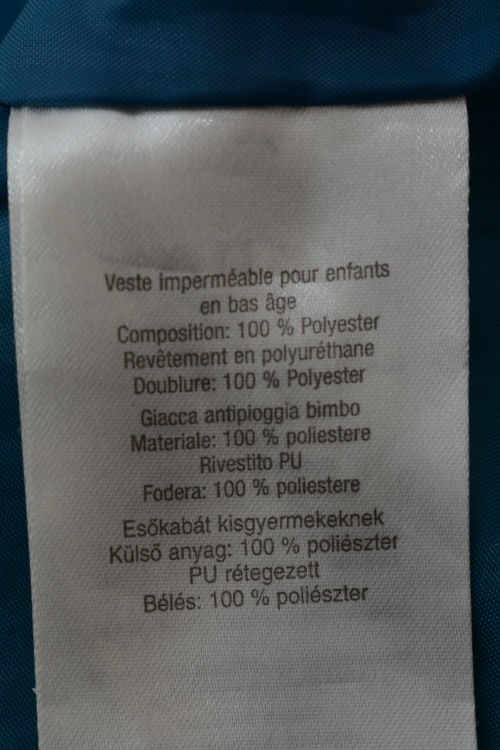 Veste imperméable pour enfants
en bas âge
Composition: 100 % Polyester
Revêtement en polyuréthane
Doublure: 100 % Polyester
Giacca antipioggia bimbo
Materiale: 100 % poliestere
Rivestito PU
Fodera: 100 % poliestere
Esőkabát kisgyermekeknek
Külső anyag: 100 % poliészter
PU rétegezett
Bélés: 100 % poliészter